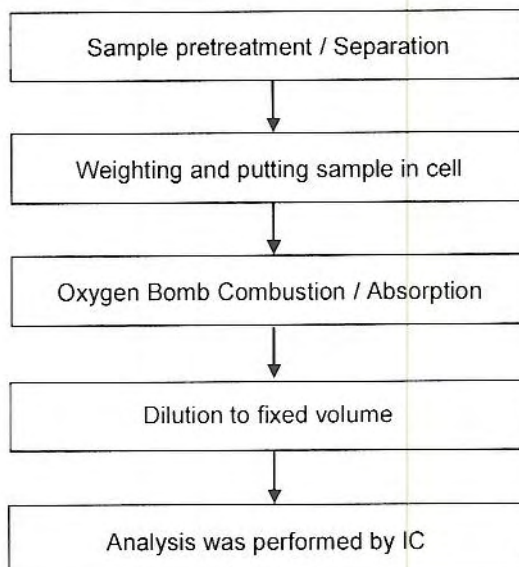 Sample pretreatment / Separation
Weighting and putting sample in cell
Oxygen Bomb Combustion / Absorption
Dilution to fixed volume
Analysis was performed by IC